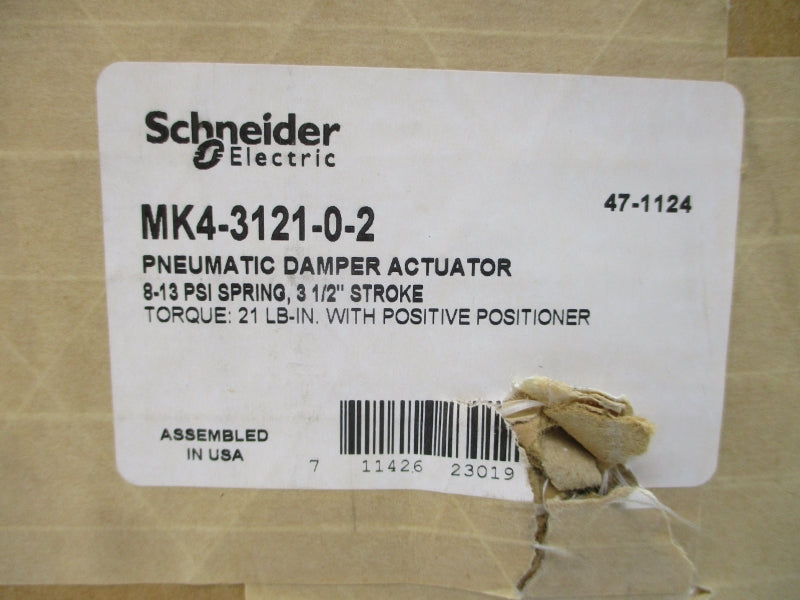 Schneider
Electric
47-1124
MK4-3121-0-2
PNEUMATIC DAMPER ACTUATOR
8-13 PSI SPRING, 3 1/2" STROKE
TORQUE: 21 LB-IN. WITH POSITIVE POSITIONER
ASSEMBLED
IN USA
7 11426 23019